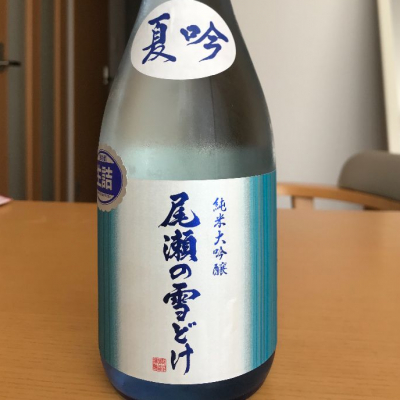 夏吟
生詰
純米大吟醸
尾瀬の雪どけ